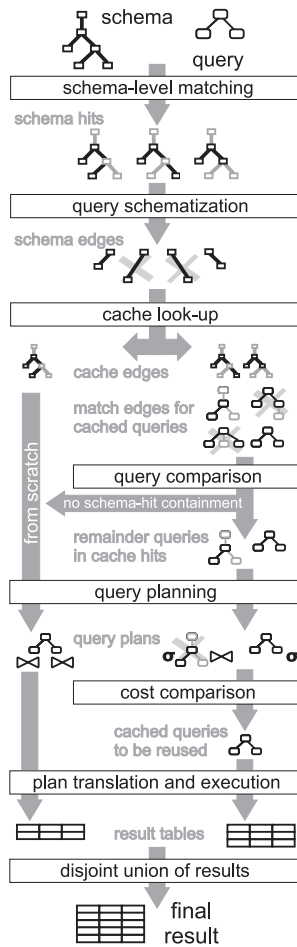 schema
query
schema-level matching
schema hits
query schematization
schema edges
cache look-up
cache edges
match edges for
cached queries
query comparison
from scratch
no schema-hit containment
remainder queries
in cache hits
query planning
query plans
σ
σ
cost comparison
cached queries
to be reused
plan translation and execution
result tables
disjoint union of results
final
result